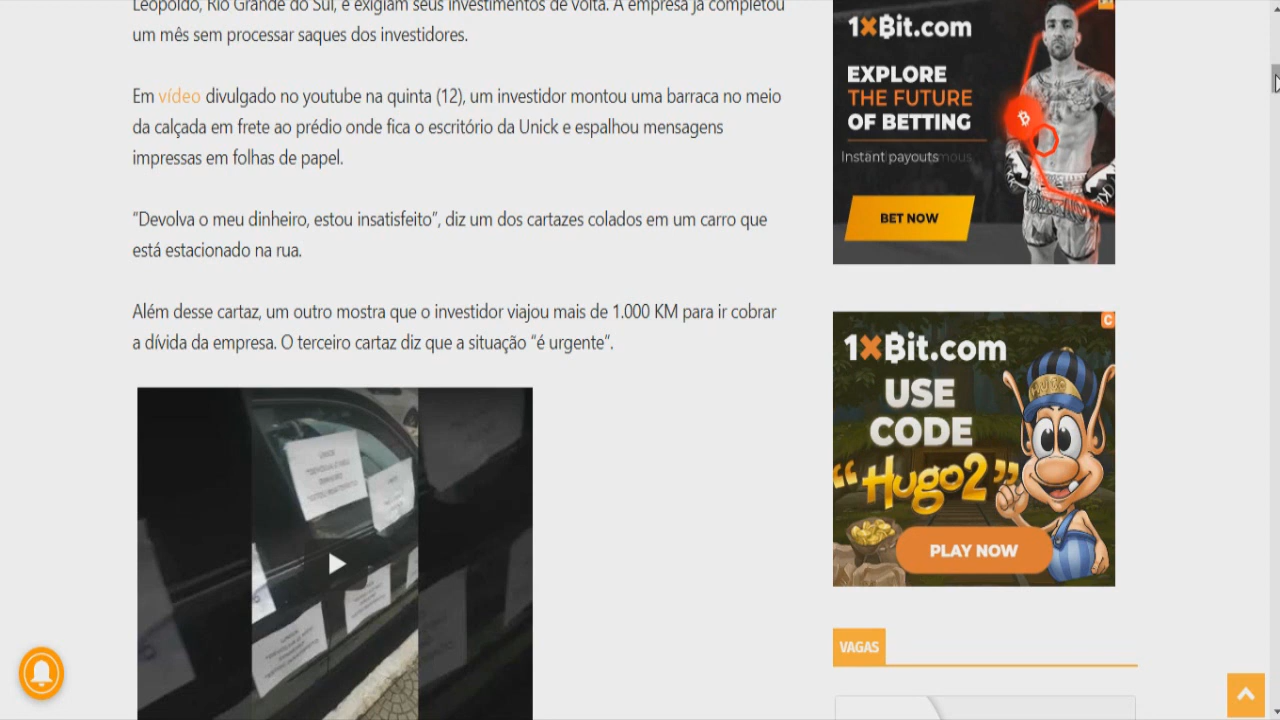 Leopoldo, Rio Grande do Sul, e exigiam seus investimentos de volta. A empresa já completou
um mês sem processar saques dos investidores.
Em vídeo divulgado no youtube na quinta (12), um investidor montou uma barraca no meio
da calçada em frete ao prédio onde fica o escritório da Unick e espalhou mensagens
impressas em folhas de papel.
“Devolva o meu dinheiro, estou insatisfeito”, diz um dos cartazes colados em um carro que
está estacionado na rua.
Além desse cartaz, um outro mostra que o investidor viajou mais de 1.000 KM para ir cobrar
a dívida da empresa. O terceiro cartaz diz que a situação “é urgente”.
1×Bit.com
EXPLORE
THE FUTURE
OF BETTING
Instant payouts
BET NOW
1×Bit.com
USE
CODE
“Hugo2”
PLAY NOW
VAGAS